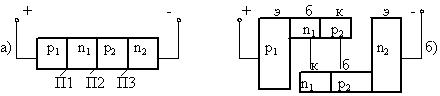 + -
а) p1 n1 p2 n2
П1 П2 П3
+ э б к э -
n1 p2
p1 n2 б)
к б
n1 p2